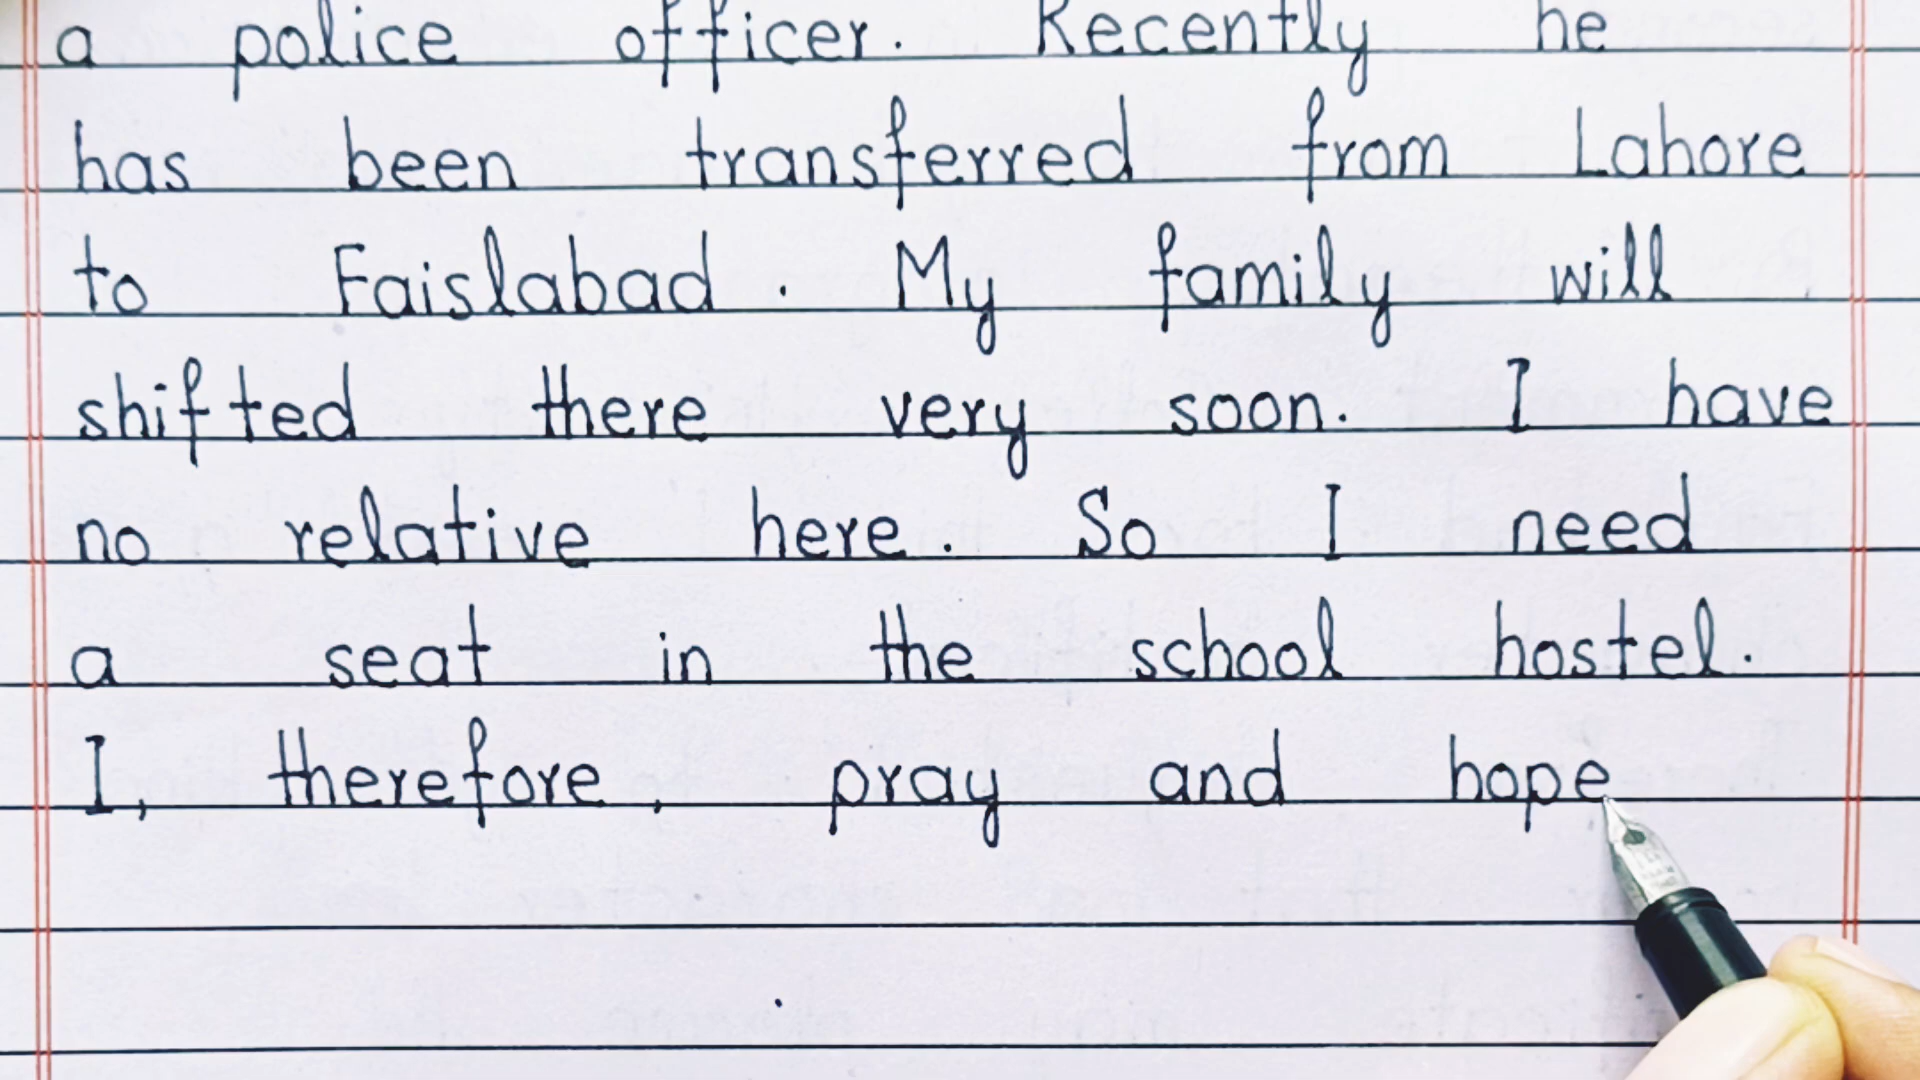 a police officer. Recently he
has been transferred from Lahore
to Faislabad. My family will
shifted there very soon. I have
no relative here. So I need
a seat in the school hostel.
I, therefore, pray and hope